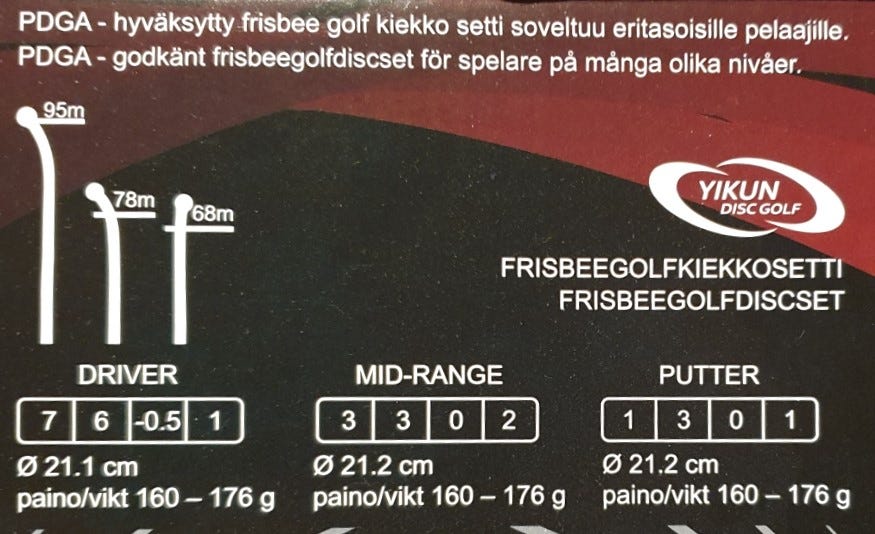 PDGA - hyväksytty frisbee golf kiekko setti soveltuu eritasoisille pelaajille.
PDGA - godkänt frisbeegolfdiscset för spelare på många olika nivåer.
95m
78m
68m
YIKUN
DISC GOLF
FRISBEEGOLFKIEKKOSETTI
FRISBEEGOLFDISCSET
DRIVER
7 6 -0.5 1
Ø 21.1 cm
paino/vikt 160 – 176 g
MID-RANGE
3 3 0 2
Ø 21.2 cm
paino/vikt 160 – 176 g
PUTTER
1 3 0 1
Ø 21.2 cm
paino/vikt 160 – 176 g